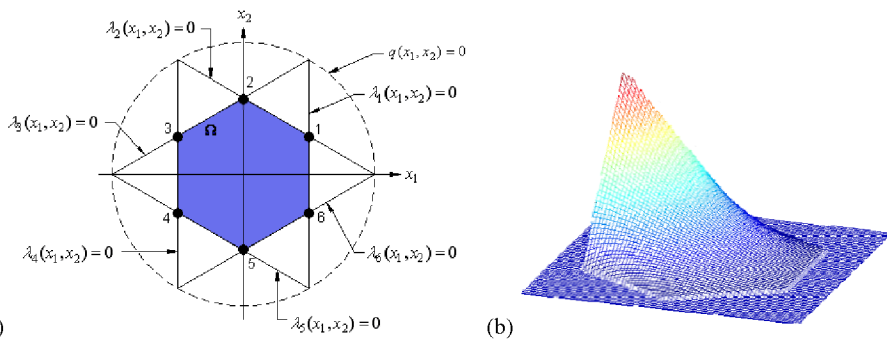 x₂
λ₂(x₁,x₂)=0
q(x₁,x₂)=0
2
λ₁(x₁,x₂)=0
λ₃(x₁,x₂)=0
3
Ω
1
x₁
4
6
λ₄(x₁,x₂)=0
5
λ₆(x₁,x₂)=0
λ₅(x₁,x₂)=0
)
(b)